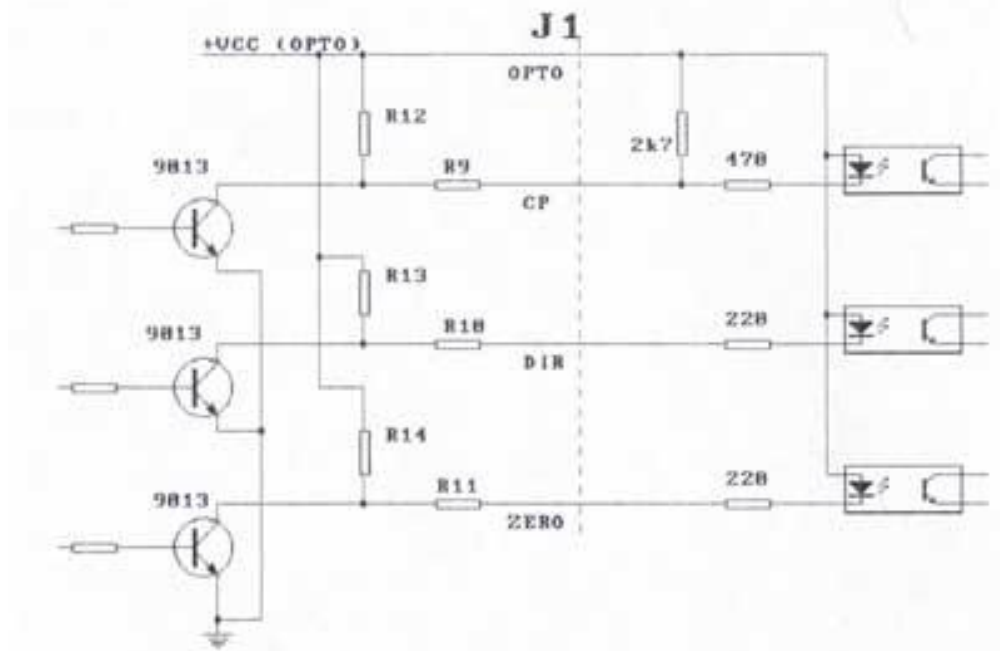 J1
+VCC (OPTO)
OPTO
R12
2k7
9013
R9
470
CP
R13
9013
R10
220
DIR
R14
9013
R11
220
ZERO